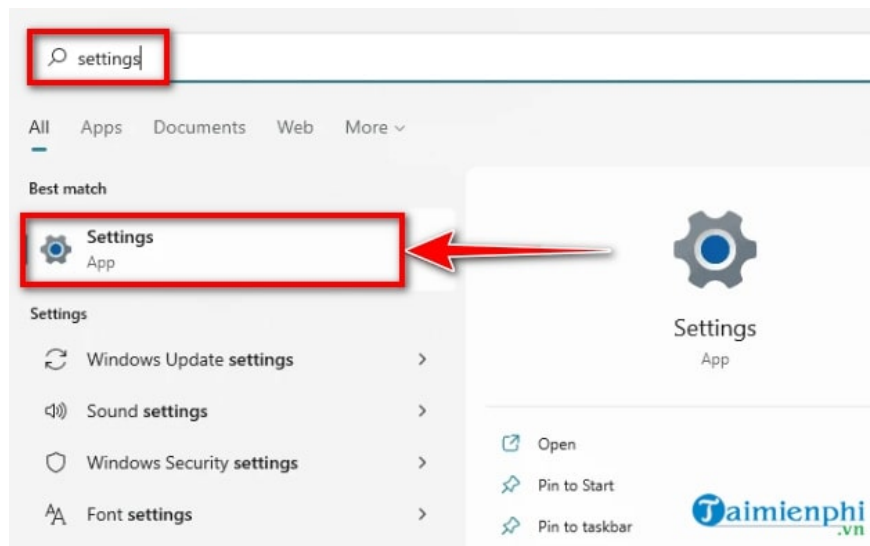 settings
All Apps Documents Web More
Best match
Settings
App
Settings
Windows Update settings
Sound settings
Windows Security settings
Font settings
Settings
App
Open
Pin to Start
Pin to taskbar
Taimienphi
.vn